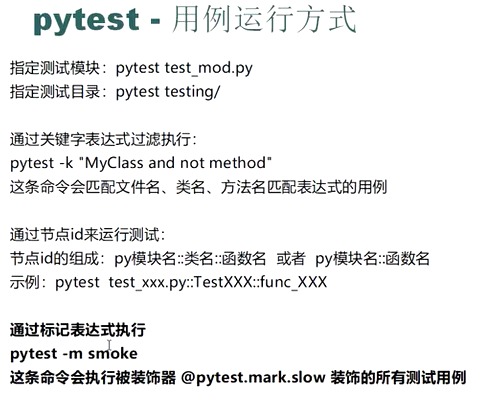 pytest - 用例运行方式
指定测试模块：pytest test_mod.py
指定测试目录：pytest testing/
通过关键字表达式过滤执行：
pytest -k "MyClass and not method"
这条命令会匹配文件名、类名、方法名匹配表达式的用例
通过节点id来运行测试：
节点id的组成：py模块名::类名::函数名 或者 py模块名::函数名
示例：pytest test_xxx.py::TestXXX::func_XXX
通过标记表达式执行
pytest -m smoke
这条命令会执行被装饰器 @pytest.mark.slow 装饰的所有测试用例